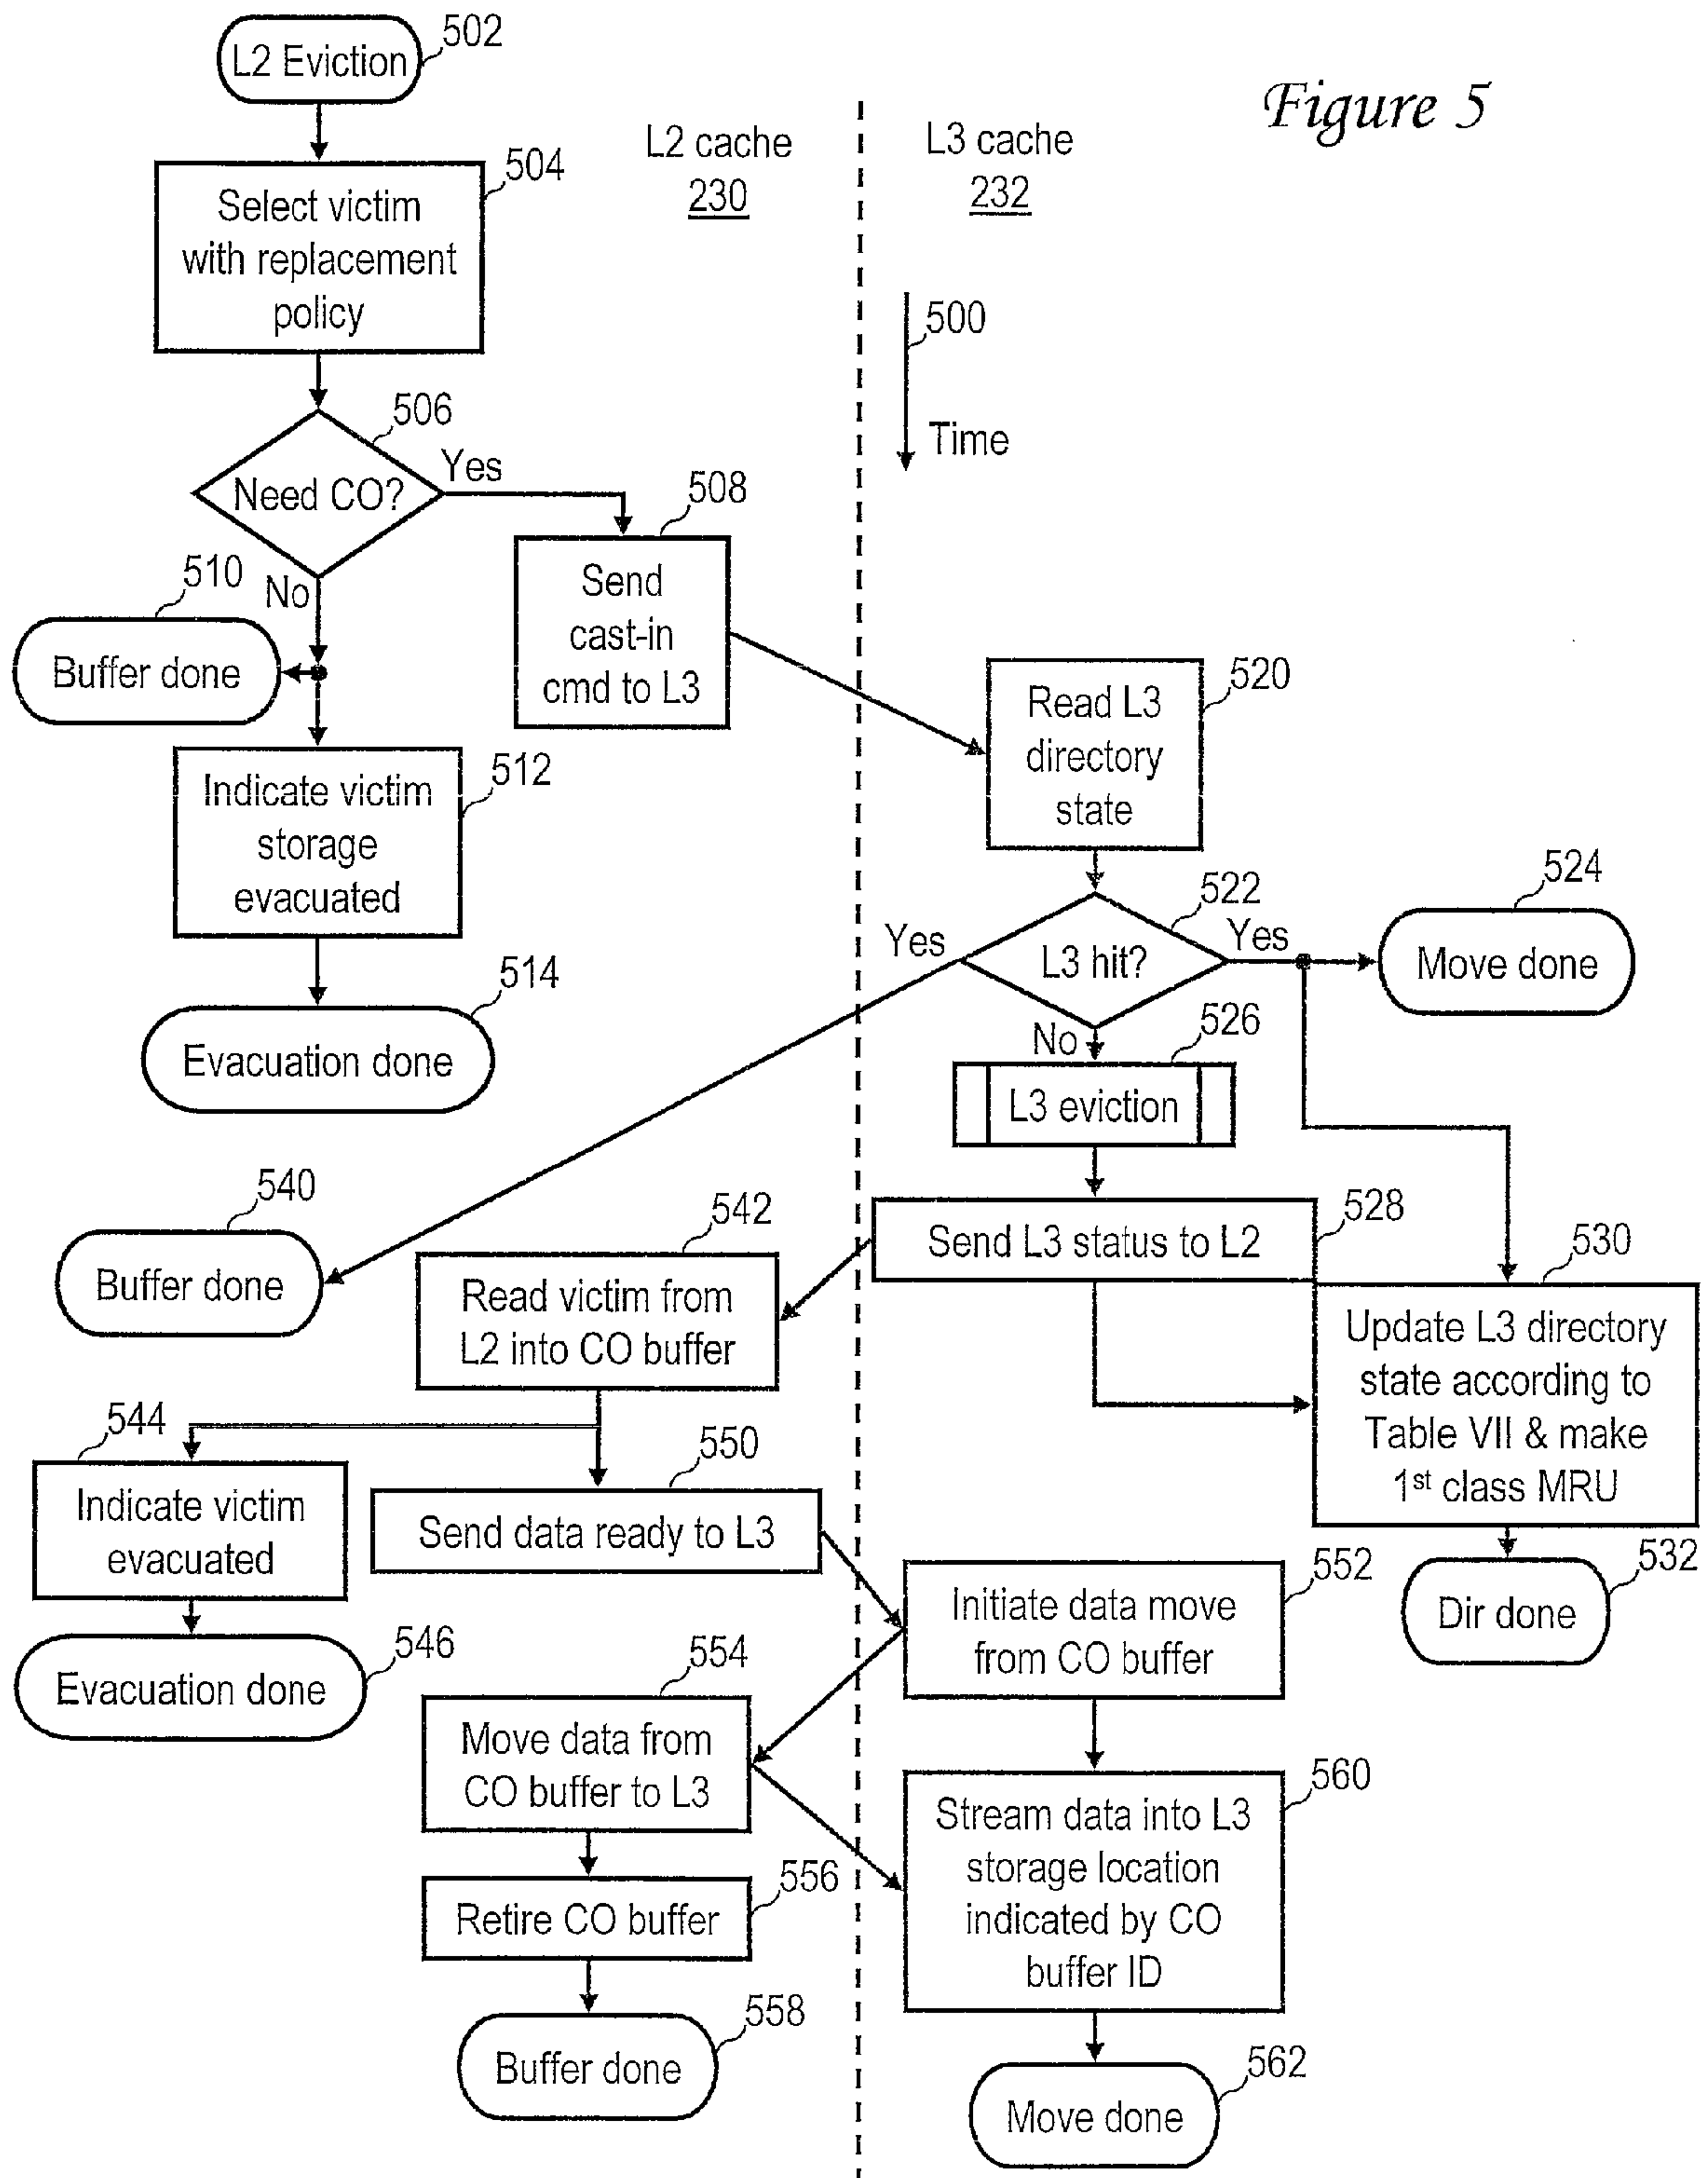 Figure 5
502
L2 Eviction
L2 cache
230
L3 cache
232
504
Select victim
with replacement
policy
500
Time
506
Need CO?
Yes
No
508
Send
cast-in
cmd to L3
510
Buffer done
512
Indicate victim
storage
evacuated
514
Evacuation done
520
Read L3
directory
state
522
L3 hit?
Yes
Yes
No
524
Move done
526
L3 eviction
528
Send L3 status to L2
530
Update L3 directory
state according to
Table VII & make
1st class MRU
532
Dir done
540
Buffer done
542
Read victim from
L2 into CO buffer
544
Indicate victim
evacuated
546
Evacuation done
550
Send data ready to L3
552
Initiate data move
from CO buffer
554
Move data from
CO buffer to L3
556
Retire CO buffer
558
Buffer done
560
Stream data into L3
storage location
indicated by CO
buffer ID
562
Move done